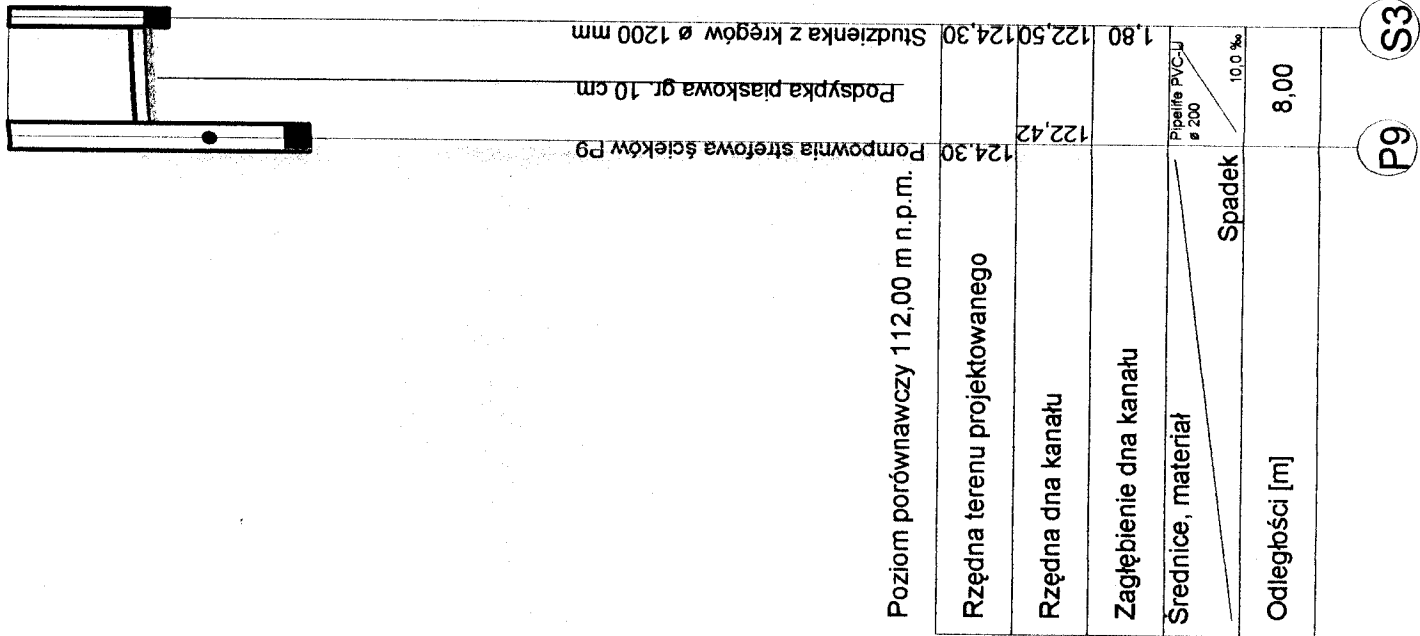 Studzienka z kręgów ø 1200 mm
Podsypka piaskowa gr. 10 cm
Pompownia strefowa ścieków P9
Poziom porównawczy 112,00 m n.p.m.
Rzędna terenu projektowanego 124.30 124,30
Rzędna dna kanału 122,42 122,50
Zagłębienie dna kanału 1,80
Średnice, materiał Pipelife PVC-U
ø 200
Spadek 10,0 ‰
Odległości [m] 8,00
P9 S3